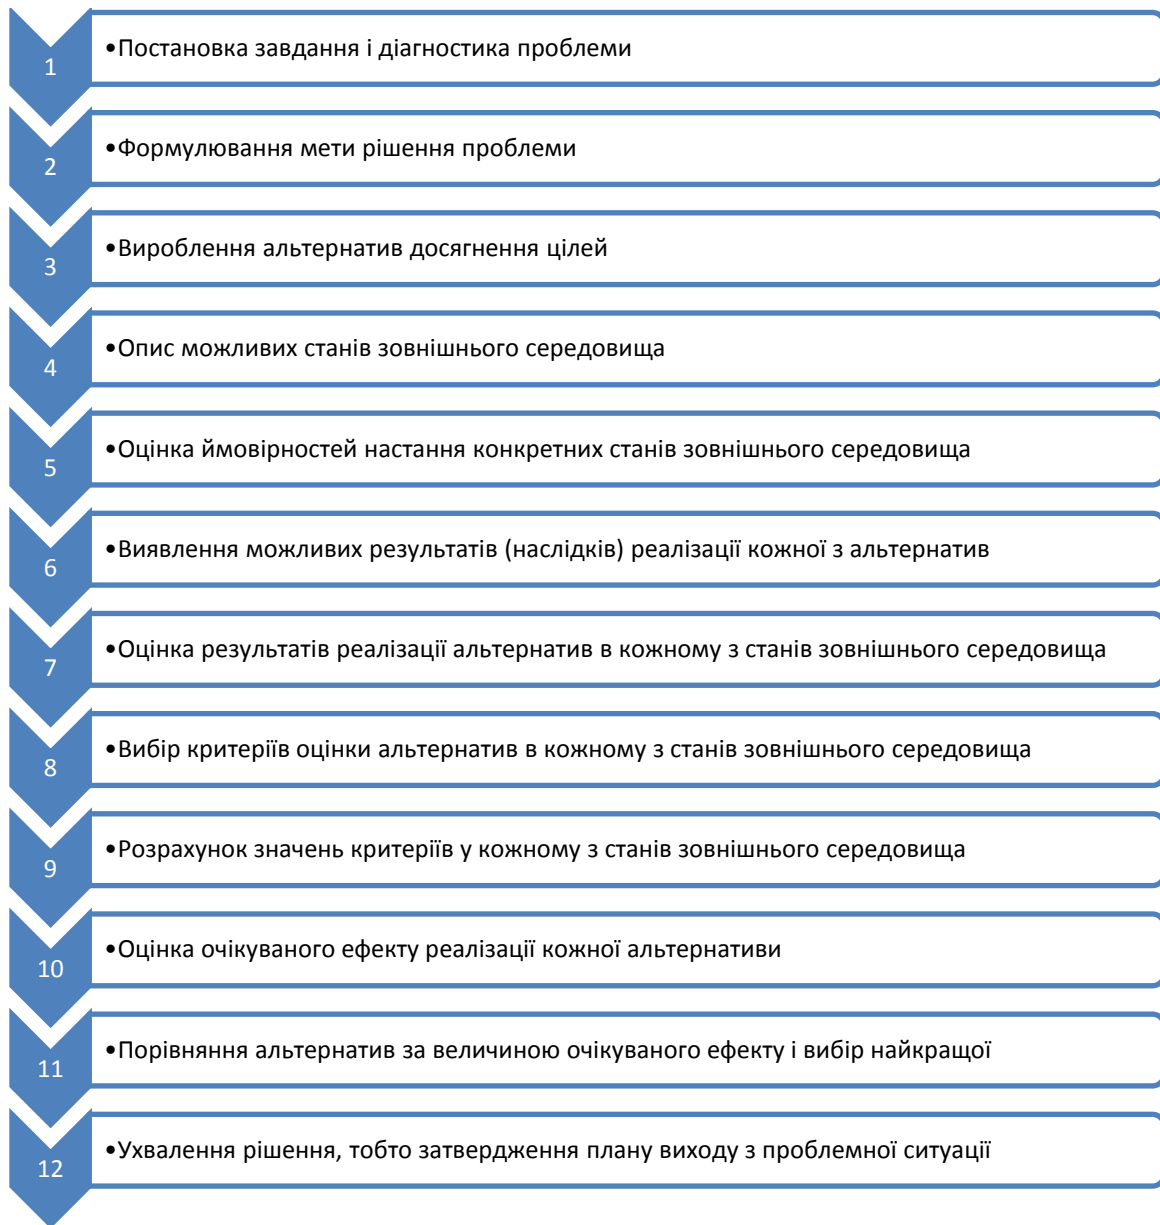 1
•Постановка завдання і діагностика проблеми
2
•Формулювання мети рішення проблеми
3
•Вироблення альтернатив досягнення цілей
4
•Опис можливих станів зовнішнього середовища
5
•Оцінка ймовірностей настання конкретних станів зовнішнього середовища
6
•Виявлення можливих результатів (наслідків) реалізації кожної з альтернатив
7
•Оцінка результатів реалізації альтернатив в кожному з станів зовнішнього середовища
8
•Вибір критеріїв оцінки альтернатив в кожному з станів зовнішнього середовища
9
•Розрахунок значень критеріїв у кожному з станів зовнішнього середовища
10
•Оцінка очікуваного ефекту реалізації кожної альтернативи
11
•Порівняння альтернатив за величиною очікуваного ефекту і вибір найкращої
12
•Ухвалення рішення, тобто затвердження плану виходу з проблемної ситуації